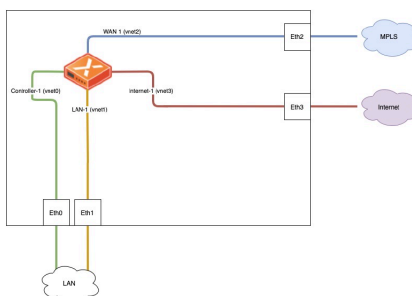 WAN 1 (vnet2)
Eth2
MPLS
Controller-1 (vnet0)
internet-1 (vnet3)
LAN-1 (vnet1)
Eth3
Internet
Eth0
Eth1
LAN